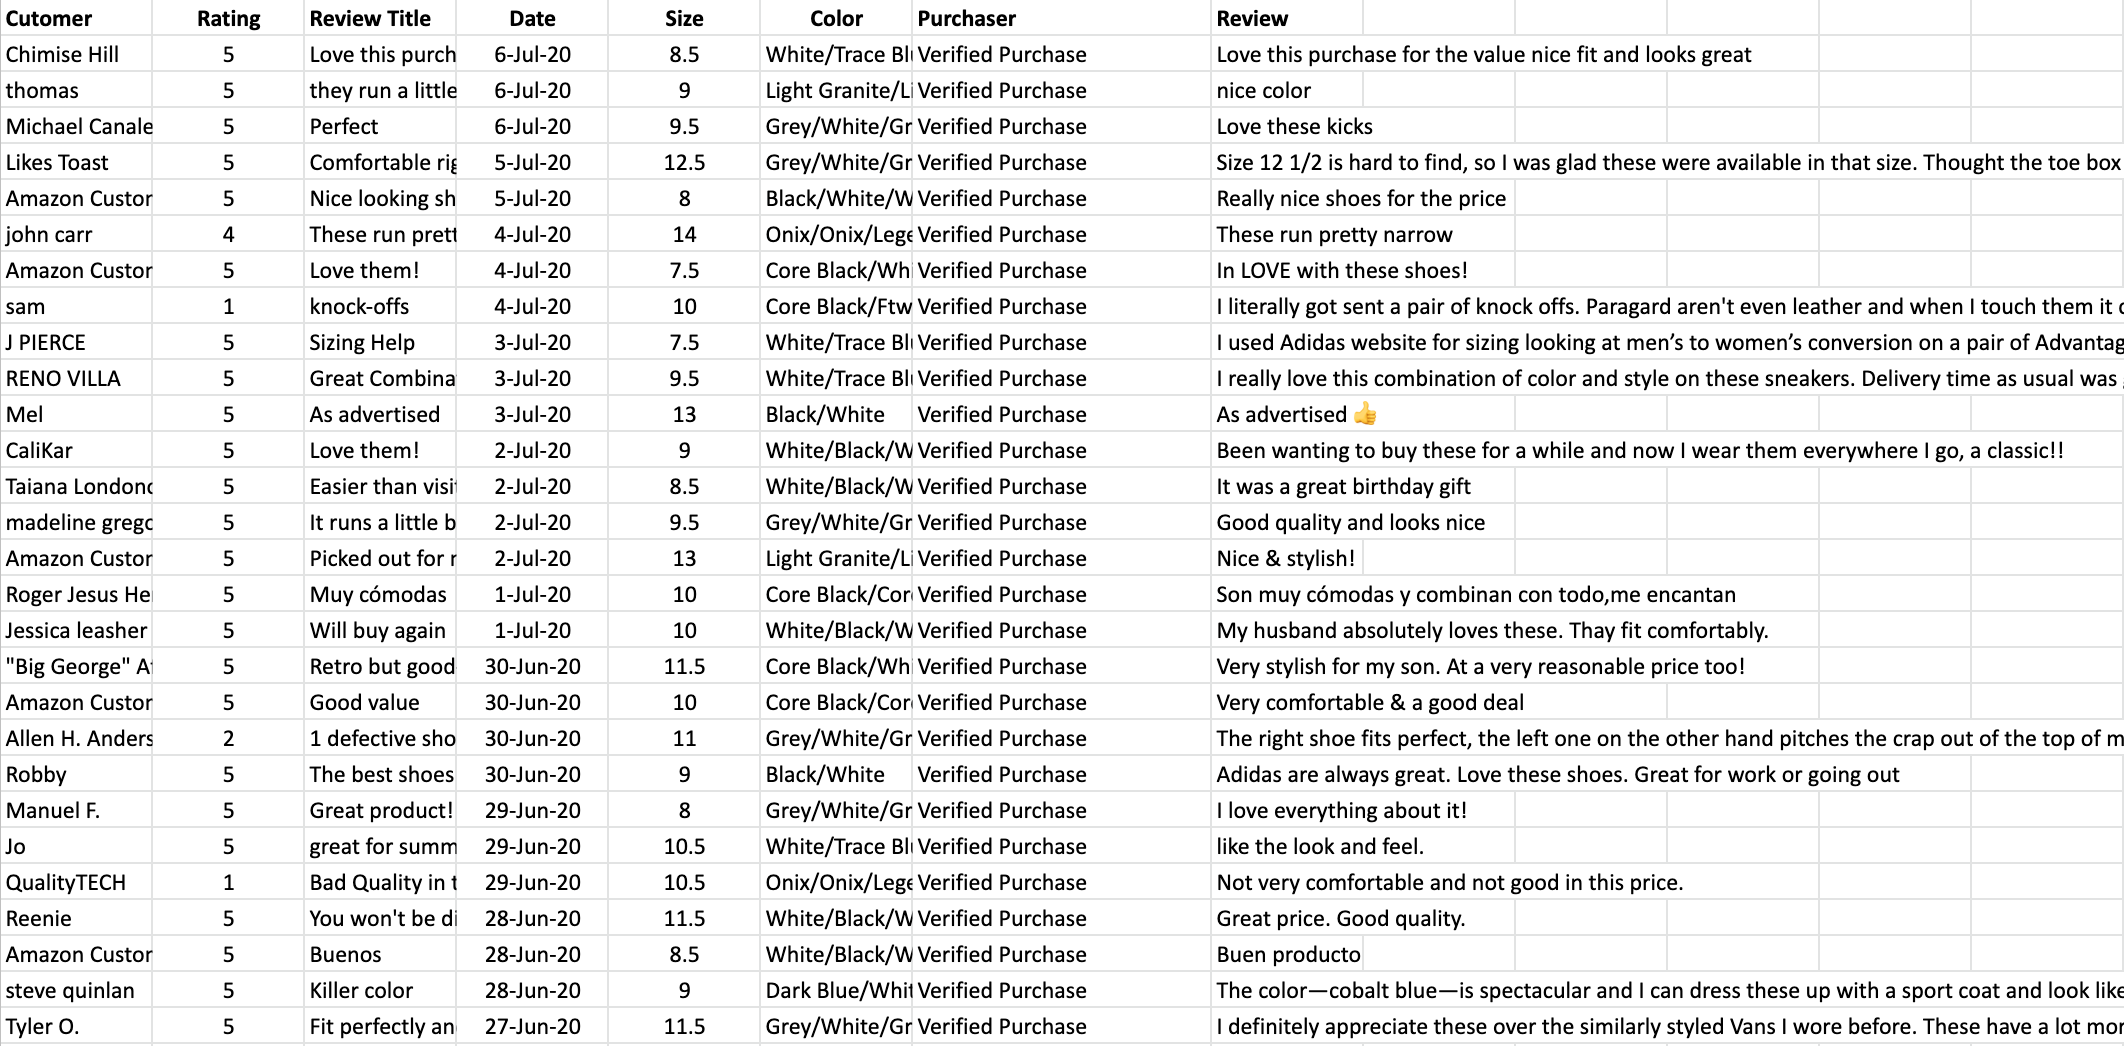 Cutomer Rating Review Title Date Size Color Purchaser Review
Chimise Hill 5 Love this purch 6-Jul-20 8.5 White/Trace Bl Verified Purchase Love this purchase for the value nice fit and looks great
thomas 5 they run a little 6-Jul-20 9 Light Granite/Li Verified Purchase nice color
Michael Canale 5 Perfect 6-Jul-20 9.5 Grey/White/Gr Verified Purchase Love these kicks
Likes Toast 5 Comfortable rig 5-Jul-20 12.5 Grey/White/Gr Verified Purchase Size 12 1/2 is hard to find, so I was glad these were available in that size. Thought the toe box
Amazon Custor 5 Nice looking sh 5-Jul-20 8 Black/White/W Verified Purchase Really nice shoes for the price
john carr 4 These run prett 4-Jul-20 14 Onix/Onix/Lege Verified Purchase These run pretty narrow
Amazon Custor 5 Love them! 4-Jul-20 7.5 Core Black/Whi Verified Purchase In LOVE with these shoes!
sam 1 knock-offs 4-Jul-20 10 Core Black/Ftw Verified Purchase I literally got sent a pair of knock offs. Paragard aren't even leather and when I touch them it
J PIERCE 5 Sizing Help 3-Jul-20 7.5 White/Trace Bl Verified Purchase I used Adidas website for sizing looking at men’s to women’s conversion on a pair of Advantag
RENO VILLA 5 Great Combina 3-Jul-20 9.5 White/Trace Bl Verified Purchase I really love this combination of color and style on these sneakers. Delivery time as usual was
Mel 5 As advertised 3-Jul-20 13 Black/White Verified Purchase As advertised 👍
CaliKar 5 Love them! 2-Jul-20 9 White/Black/W Verified Purchase Been wanting to buy these for a while and now I wear them everywhere I go, a classic!!
Taiana Londono 5 Easier than visi 2-Jul-20 8.5 White/Black/W Verified Purchase It was a great birthday gift
madeline grego 5 It runs a little b 2-Jul-20 9.5 Grey/White/Gr Verified Purchase Good quality and looks nice
Amazon Custor 5 Picked out for r 2-Jul-20 13 Light Granite/Li Verified Purchase Nice & stylish!
Roger Jesus He 5 Muy cómodas 1-Jul-20 10 Core Black/Cor Verified Purchase Son muy cómodas y combinan con todo,me encantan
Jessica leasher 5 Will buy again 1-Jul-20 10 White/Black/W Verified Purchase My husband absolutely loves these. Thay fit comfortably.
"Big George" At 5 Retro but good 30-Jun-20 11.5 Core Black/Whi Verified Purchase Very stylish for my son. At a very reasonable price too!
Amazon Custor 5 Good value 30-Jun-20 10 Core Black/Cor Verified Purchase Very comfortable & a good deal
Allen H. Anders 2 1 defective sho 30-Jun-20 11 Grey/White/Gr Verified Purchase The right shoe fits perfect, the left one on the other hand pitches the crap out of the top of m
Robby 5 The best shoes 30-Jun-20 9 Black/White Verified Purchase Adidas are always great. Love these shoes. Great for work or going out
Manuel F. 5 Great product! 29-Jun-20 8 Grey/White/Gr Verified Purchase I love everything about it!
Jo 5 great for summ 29-Jun-20 10.5 White/Trace Bl Verified Purchase like the look and feel.
QualityTECH 1 Bad Quality in t 29-Jun-20 10.5 Onix/Onix/Lege Verified Purchase Not very comfortable and not good in this price.
Reenie 5 You won't be di 28-Jun-20 11.5 White/Black/W Verified Purchase Great price. Good quality.
Amazon Custor 5 Buenos 28-Jun-20 8.5 White/Black/W Verified Purchase Buen producto
steve quinlan 5 Killer color 28-Jun-20 9 Dark Blue/Whit Verified Purchase The color—cobalt blue—is spectacular and I can dress these up with a sport coat and look like
Tyler O. 5 Fit perfectly an 27-Jun-20 11.5 Grey/White/Gr Verified Purchase I definitely appreciate these over the similarly styled Vans I wore before. These have a lot mor